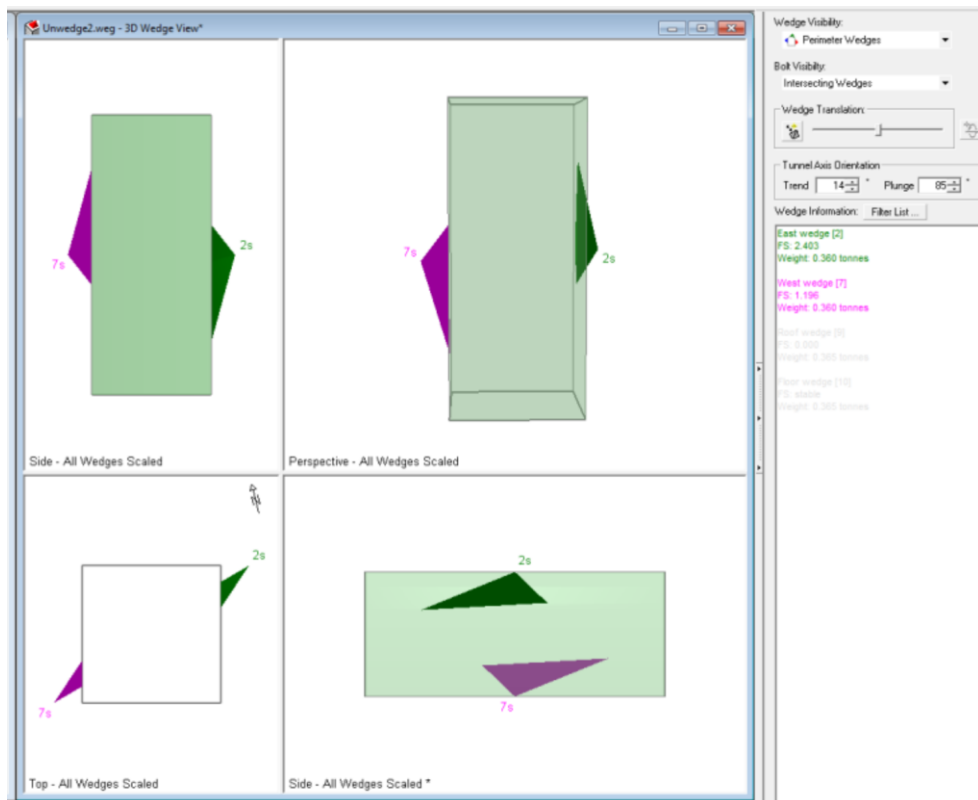 Unwedge2.weg - 3D Wedge View*
7s
2s
Side - All Wedges Scaled
7s
2s
Perspective - All Wedges Scaled
N
2s
7s
Top - All Wedges Scaled
2s
7s
Side - All Wedges Scaled *
Wedge Visibility:
Perimeter Wedges
Bolt Visibilty:
Intersecting Wedges
Wedge Translation:
Tunnel Axis Orientation
Trend 14 ° Plunge 85 °
Wedge Information: Filter List ...
East wedge [2]
FS: 2.403
Weight: 0.360 tonnes
West wedge [7]
FS: 1.196
Weight: 0.360 tonnes
Roof wedge [9]
FS: 0.000
Weight: 0.365 tonnes
Floor wedge [10]
FS: stable
Weight: 0.365 tonnes